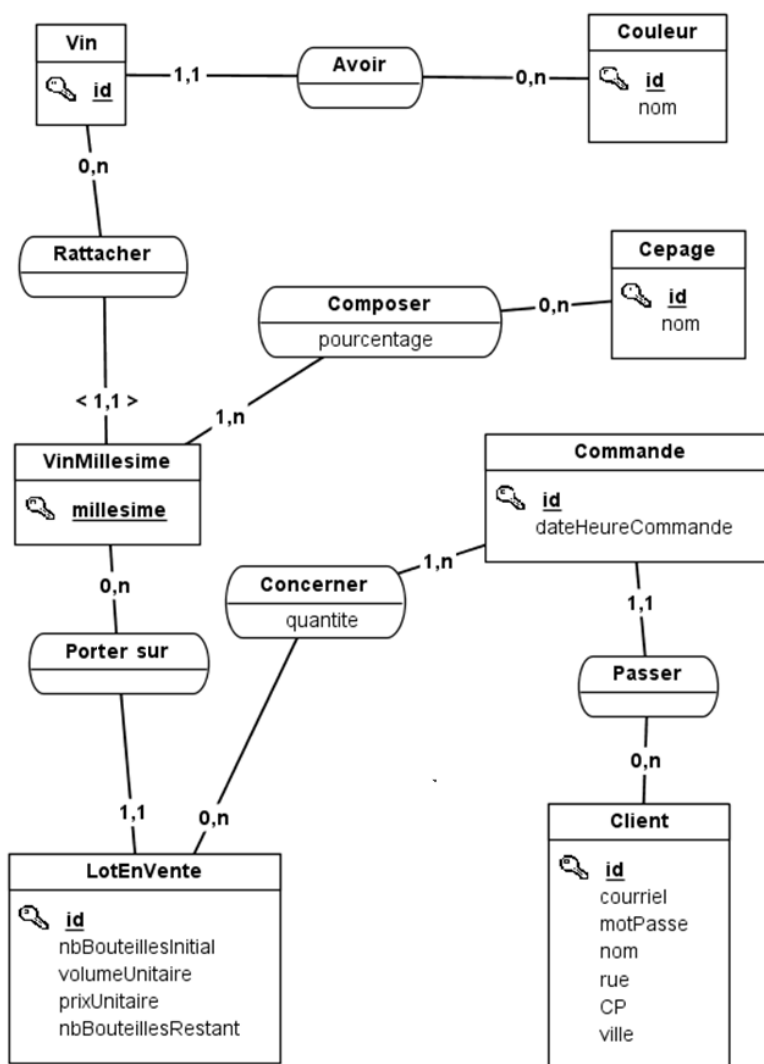 Vin
id
1,1
Avoir
0,n
Couleur
id
nom
0,n
Rattacher
< 1,1 >
Composer
pourcentage
0,n
Cepage
id
nom
1,n
VinMillesime
millesime
0,n
Porter sur
1,1
Concerner
quantite
1,n
0,n
Commande
id
dateHeureCommande
1,1
Passer
0,n
LotEnVente
id
nbBouteillesInitial
volumeUnitaire
prixUnitaire
nbBouteillesRestant
Client
id
courriel
motPasse
nom
rue
CP
ville